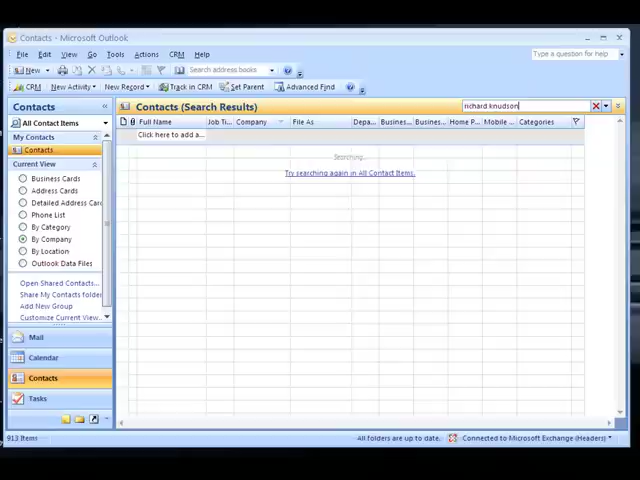 Contacts - Microsoft Outlook
File Edit View Go Tools Actions CRM Help
Type a question for help
New Search address books
CRM New Activity New Record Track in CRM Set Parent Advanced Find
Contacts «
Contacts (Search Results)
richard knudson
All Contact Items
Full Name Job Ti... Company File As Depa... Busines... Busines... Home P... Mobile ... Categories
My Contacts
Click here to add a...
Contacts
Searching...
Current View
Try searching again in All Contact Items.
Business Cards
Address Cards
Detailed Address Car
Phone List
By Category
By Company
By Location
Outlook Data Files
Open Shared Contacts...
Share My Contacts folder
Add New Group
Customize Current View...
Mail
Calendar
Contacts
Tasks
913 Items
All folders are up to date.
Connected to Microsoft Exchange (Headers)